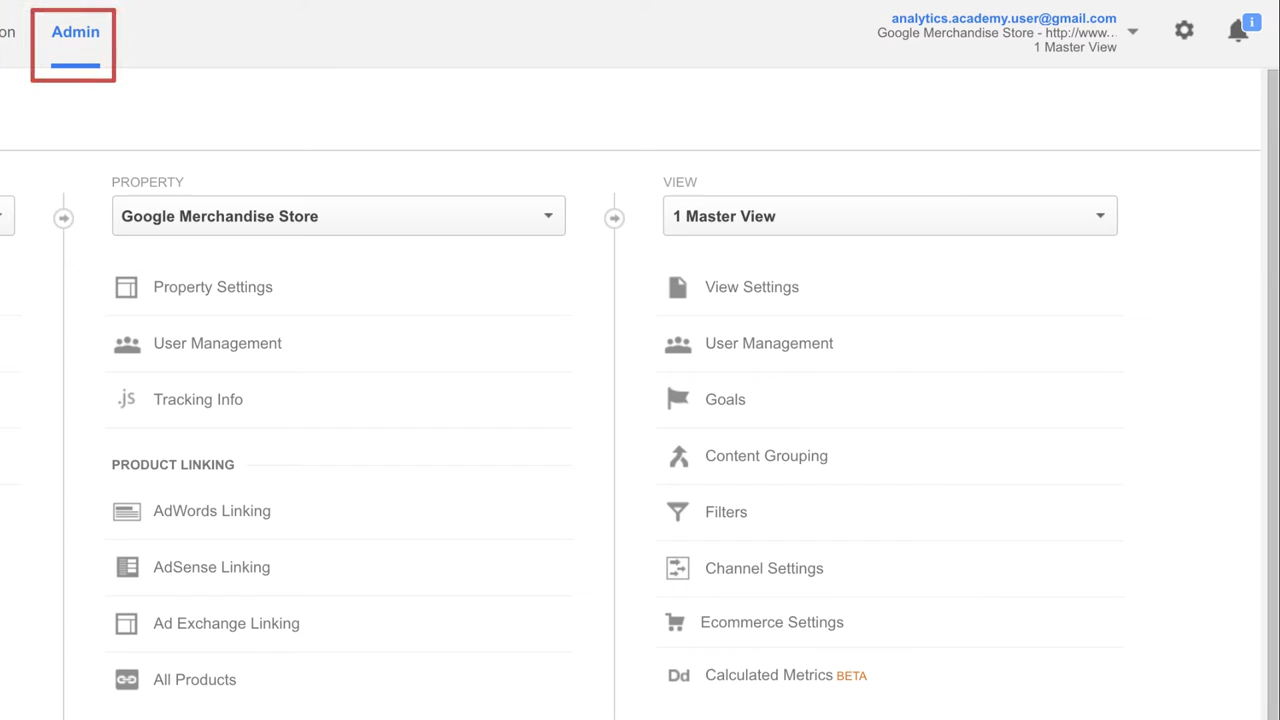 on
Admin
analytics.academy.user@gmail.com
Google Merchandise Store - http://www...
1 Master View
i
PROPERTY
Google Merchandise Store
Property Settings
User Management
.js Tracking Info
PRODUCT LINKING
AdWords Linking
AdSense Linking
Ad Exchange Linking
All Products
VIEW
1 Master View
View Settings
User Management
Goals
Content Grouping
Filters
Channel Settings
Ecommerce Settings
Dd Calculated Metrics BETA